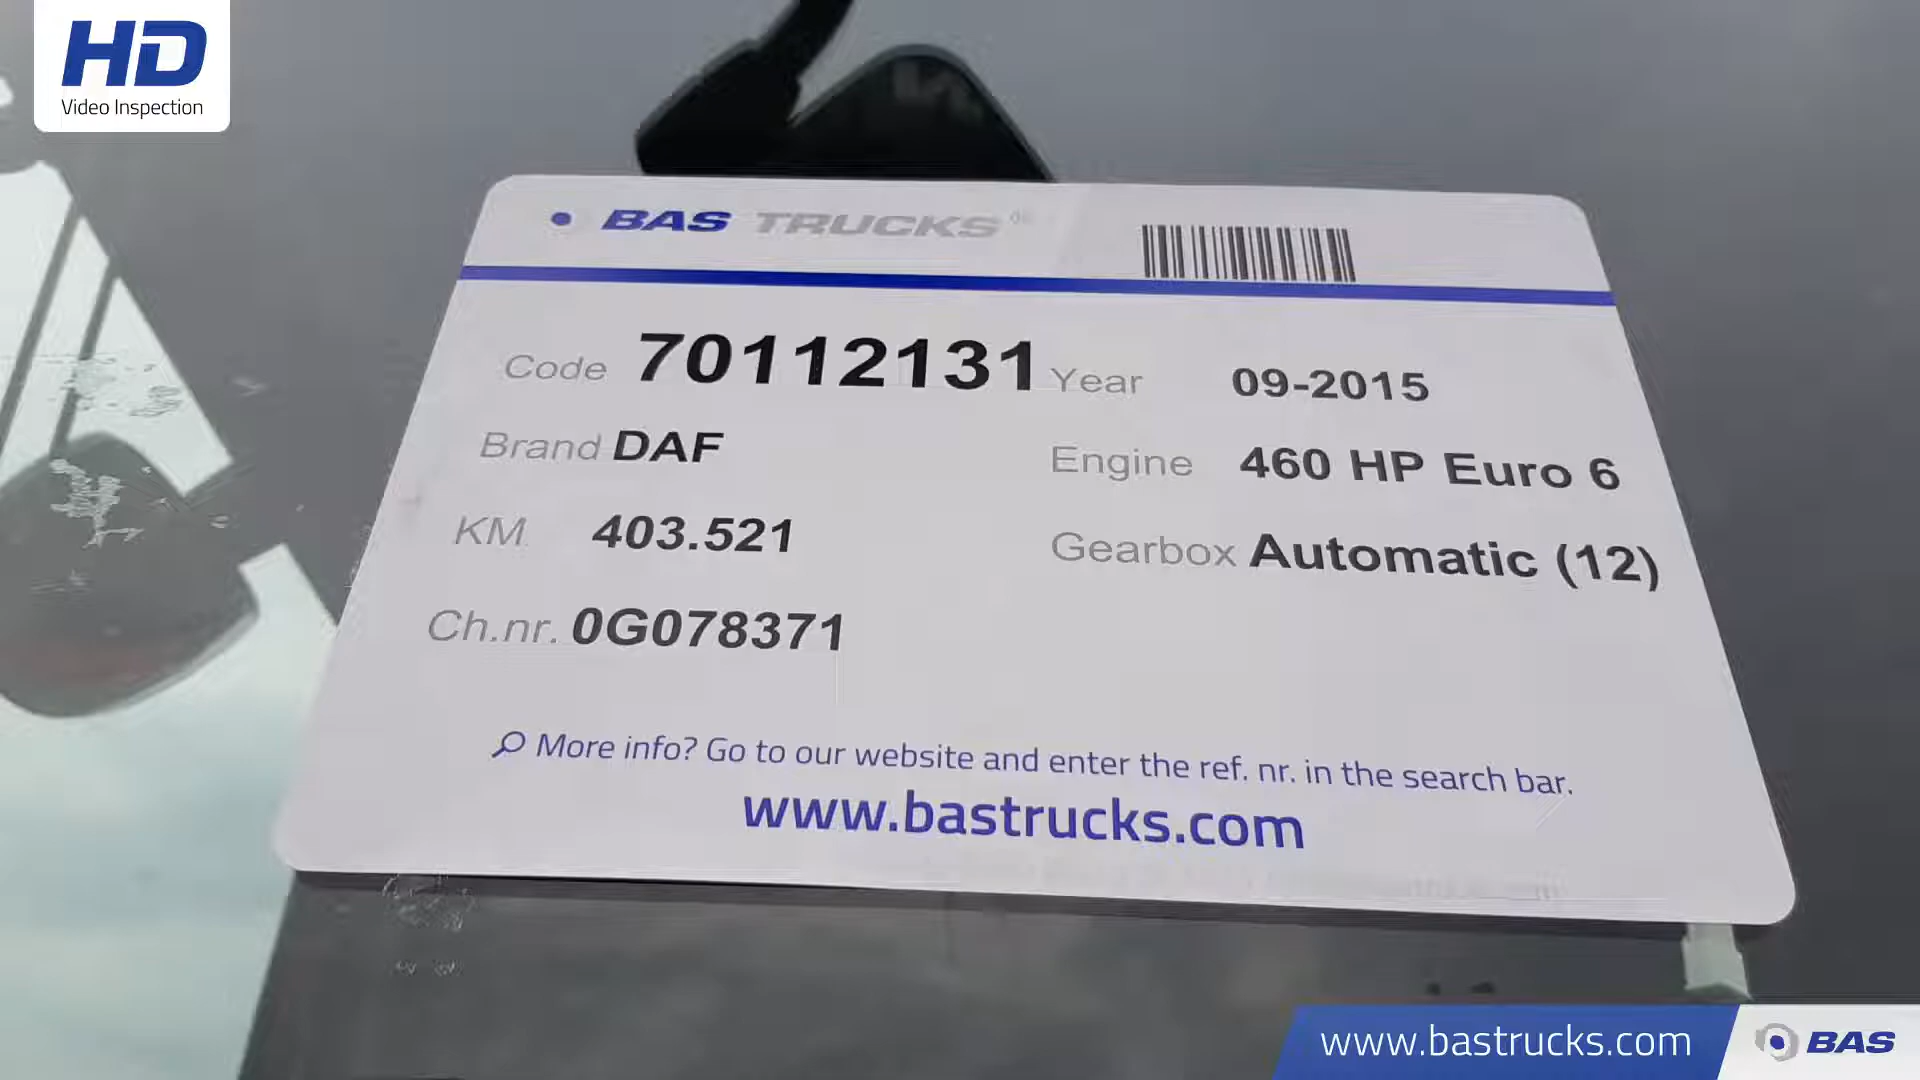 HD
Video Inspection
BAS TRUCKS
Code 70112131 Year 09-2015
Brand DAF Engine 460 HP Euro 6
KM 403.521 Gearbox Automatic (12)
Ch.nr. 0G078371
More info? Go to our website and enter the ref. nr. in the search bar.
www.bastrucks.com
www.bastrucks.com BAS